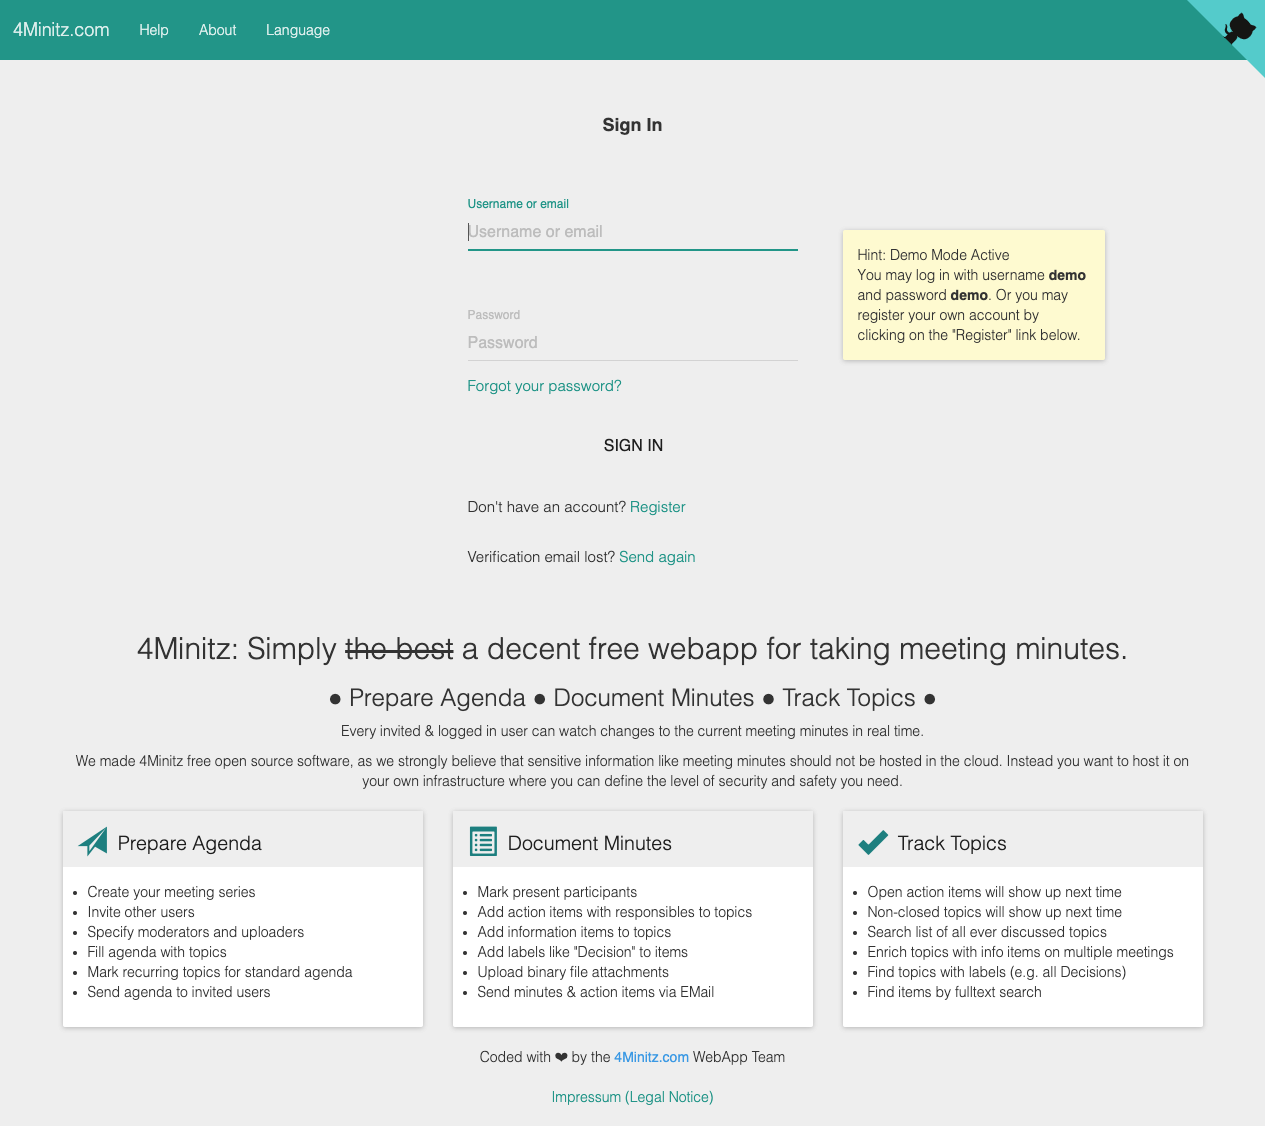 4Minitz.com Help About Language
Sign In
Username or email
Username or email
Hint: Demo Mode Active
You may log in with username demo
and password demo. Or you may
register your own account by
clicking on the "Register" link below.
Password
Password
Forgot your password?
SIGN IN
Don't have an account? Register
Verification email lost? Send again
4Minitz: Simply the best a decent free webapp for taking meeting minutes.
● Prepare Agenda ● Document Minutes ● Track Topics ●
Every invited & logged in user can watch changes to the current meeting minutes in real time.
We made 4Minitz free open source software, as we strongly believe that sensitive information like meeting minutes should not be hosted in the cloud. Instead you want to host it on
your own infrastructure where you can define the level of security and safety you need.
Prepare Agenda
• Create your meeting series
• Invite other users
• Specify moderators and uploaders
• Fill agenda with topics
• Mark recurring topics for standard agenda
• Send agenda to invited users
Document Minutes
• Mark present participants
• Add action items with responsibles to topics
• Add information items to topics
• Add labels like "Decision" to items
• Upload binary file attachments
• Send minutes & action items via EMail
Track Topics
• Open action items will show up next time
• Non-closed topics will show up next time
• Search list of all ever discussed topics
• Enrich topics with info items on multiple meetings
• Find topics with labels (e.g. all Decisions)
• Find items by fulltext search
Coded with ❤ by the 4Minitz.com WebApp Team
Impressum (Legal Notice)